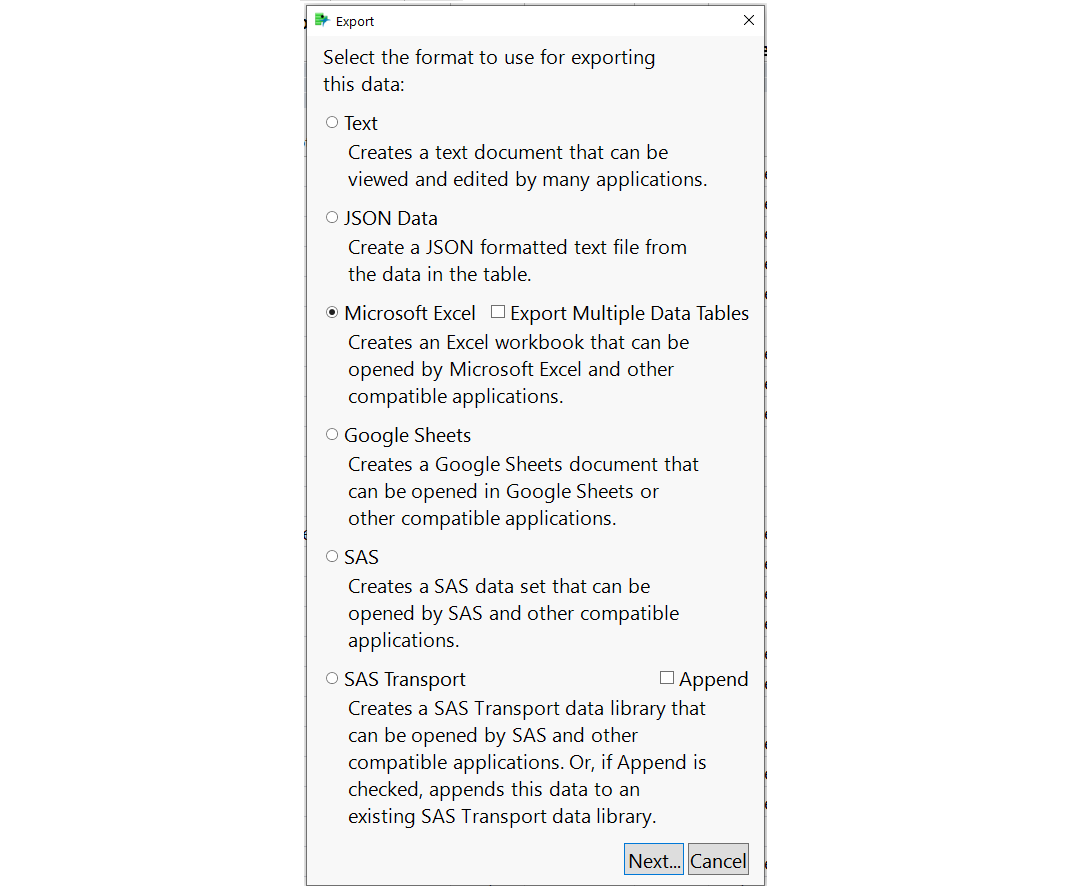 Export
Select the format to use for exporting
this data:
Text
Creates a text document that can be
viewed and edited by many applications.
JSON Data
Create a JSON formatted text file from
the data in the table.
Microsoft Excel Export Multiple Data Tables
Creates an Excel workbook that can be
opened by Microsoft Excel and other
compatible applications.
Google Sheets
Creates a Google Sheets document that
can be opened in Google Sheets or
other compatible applications.
SAS
Creates a SAS data set that can be
opened by SAS and other compatible
applications.
SAS Transport Append
Creates a SAS Transport data library that
can be opened by SAS and other
compatible applications. Or, if Append is
checked, appends this data to an
existing SAS Transport data library.
Next... Cancel